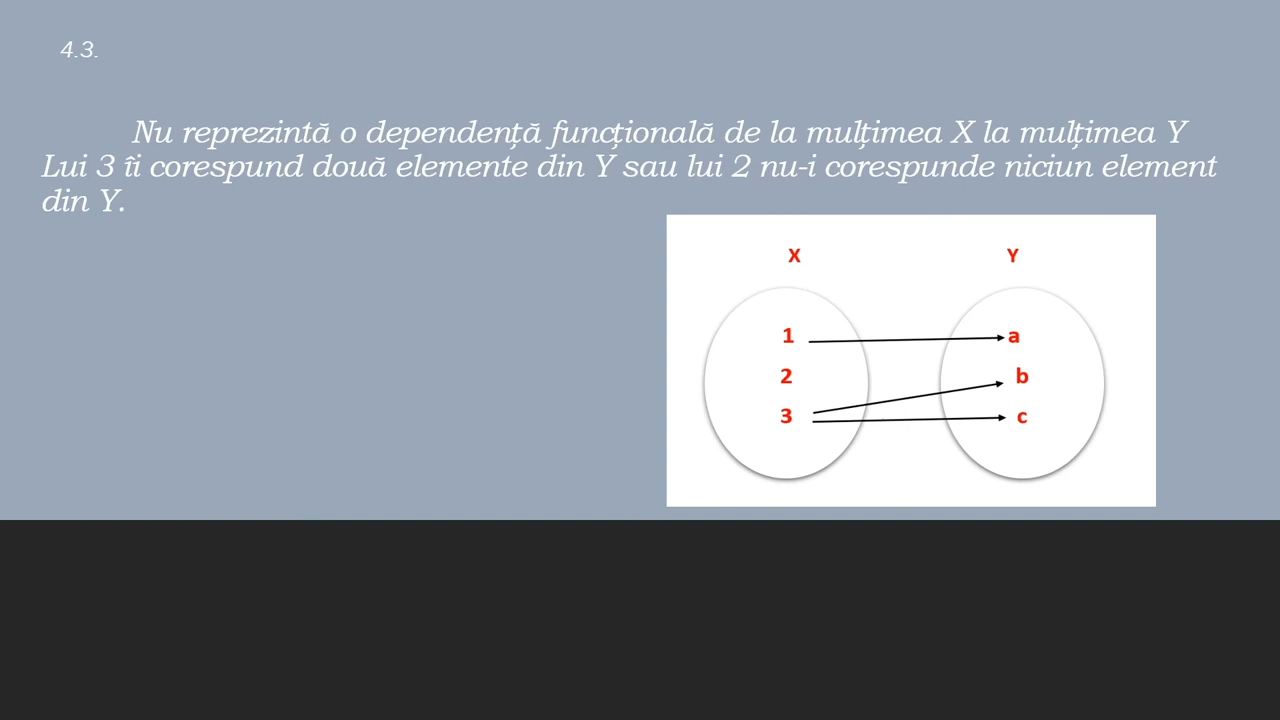 4.3.
Nu reprezintă o dependență funcțională de la mulțimea X la mulțimea Y
Lui 3 îi corespund două elemente din Y sau lui 2 nu-i corespunde niciun element
din Y.
X Y
1 a
2 b
3 c